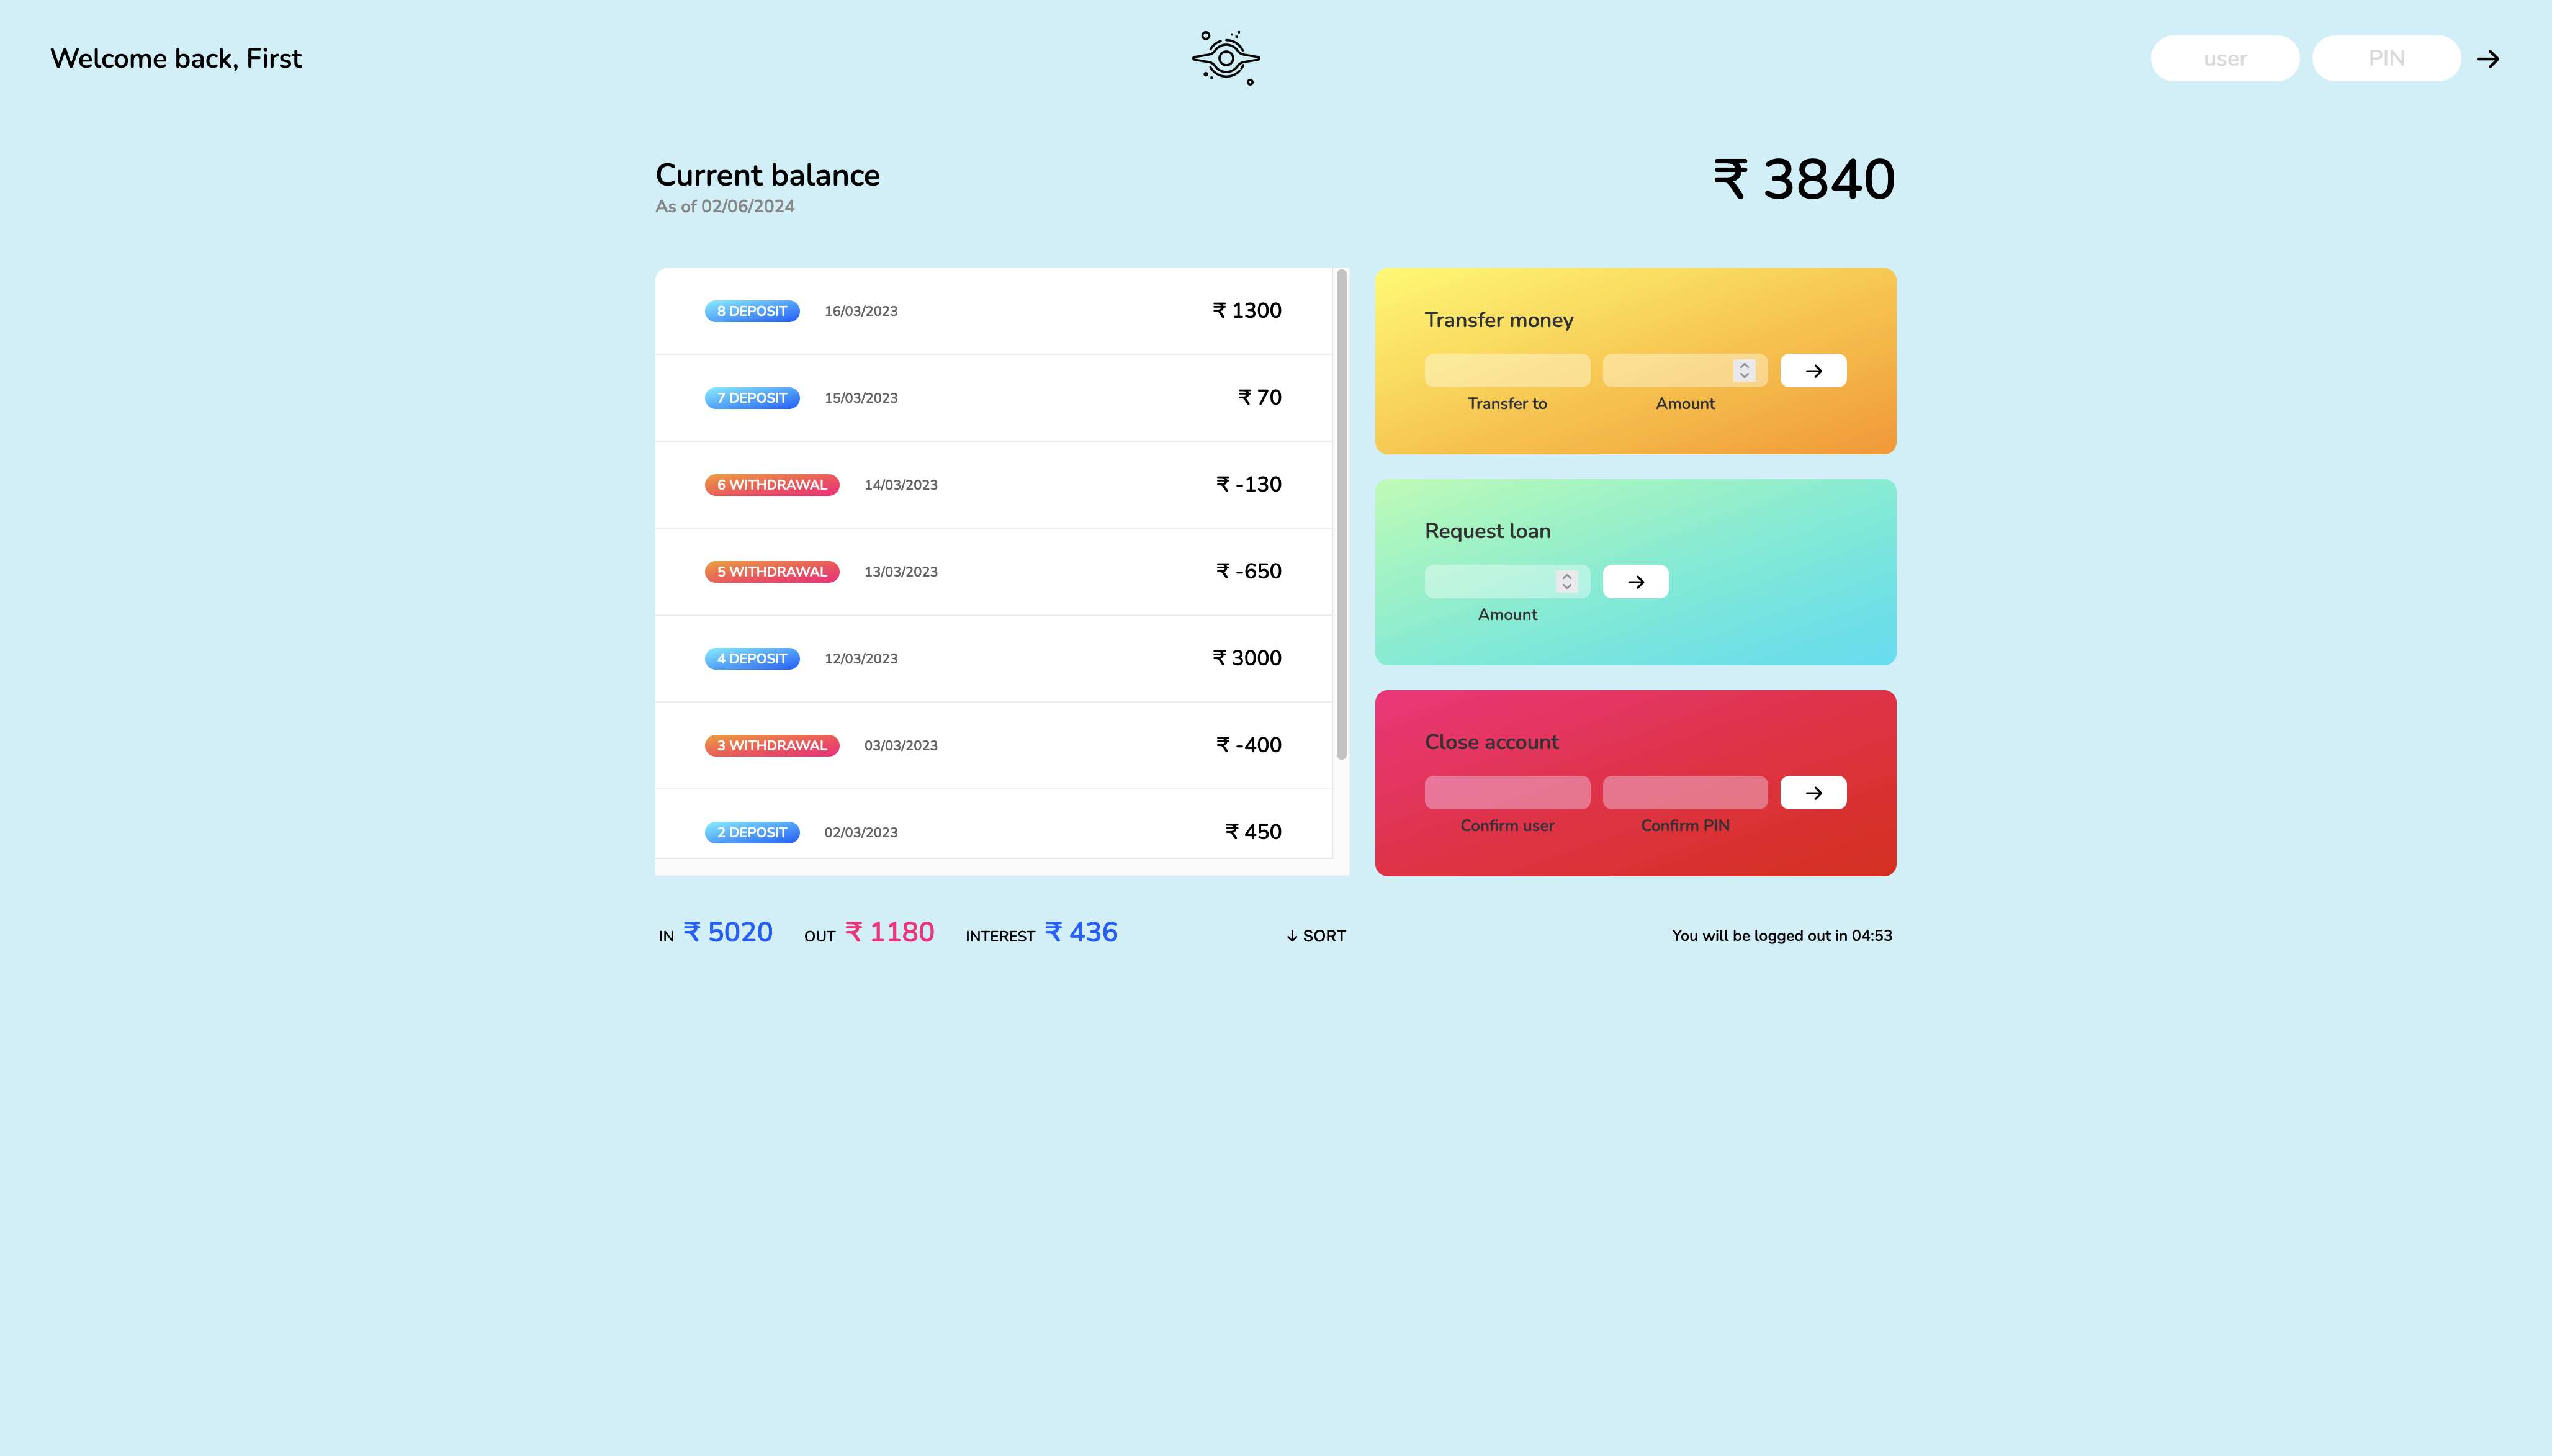 Welcome back, First
user
PIN
Current balance
As of 02/06/2024
₹ 3840
8 DEPOSIT 16/03/2023 ₹ 1300
7 DEPOSIT 15/03/2023 ₹ 70
6 WITHDRAWAL 14/03/2023 ₹ -130
5 WITHDRAWAL 13/03/2023 ₹ -650
4 DEPOSIT 12/03/2023 ₹ 3000
3 WITHDRAWAL 03/03/2023 ₹ -400
2 DEPOSIT 02/03/2023 ₹ 450
Transfer money
Transfer to Amount
Request loan
Amount
Close account
Confirm user Confirm PIN
IN ₹ 5020 OUT ₹ 1180 INTEREST ₹ 436 ↓ SORT
You will be logged out in 04:53